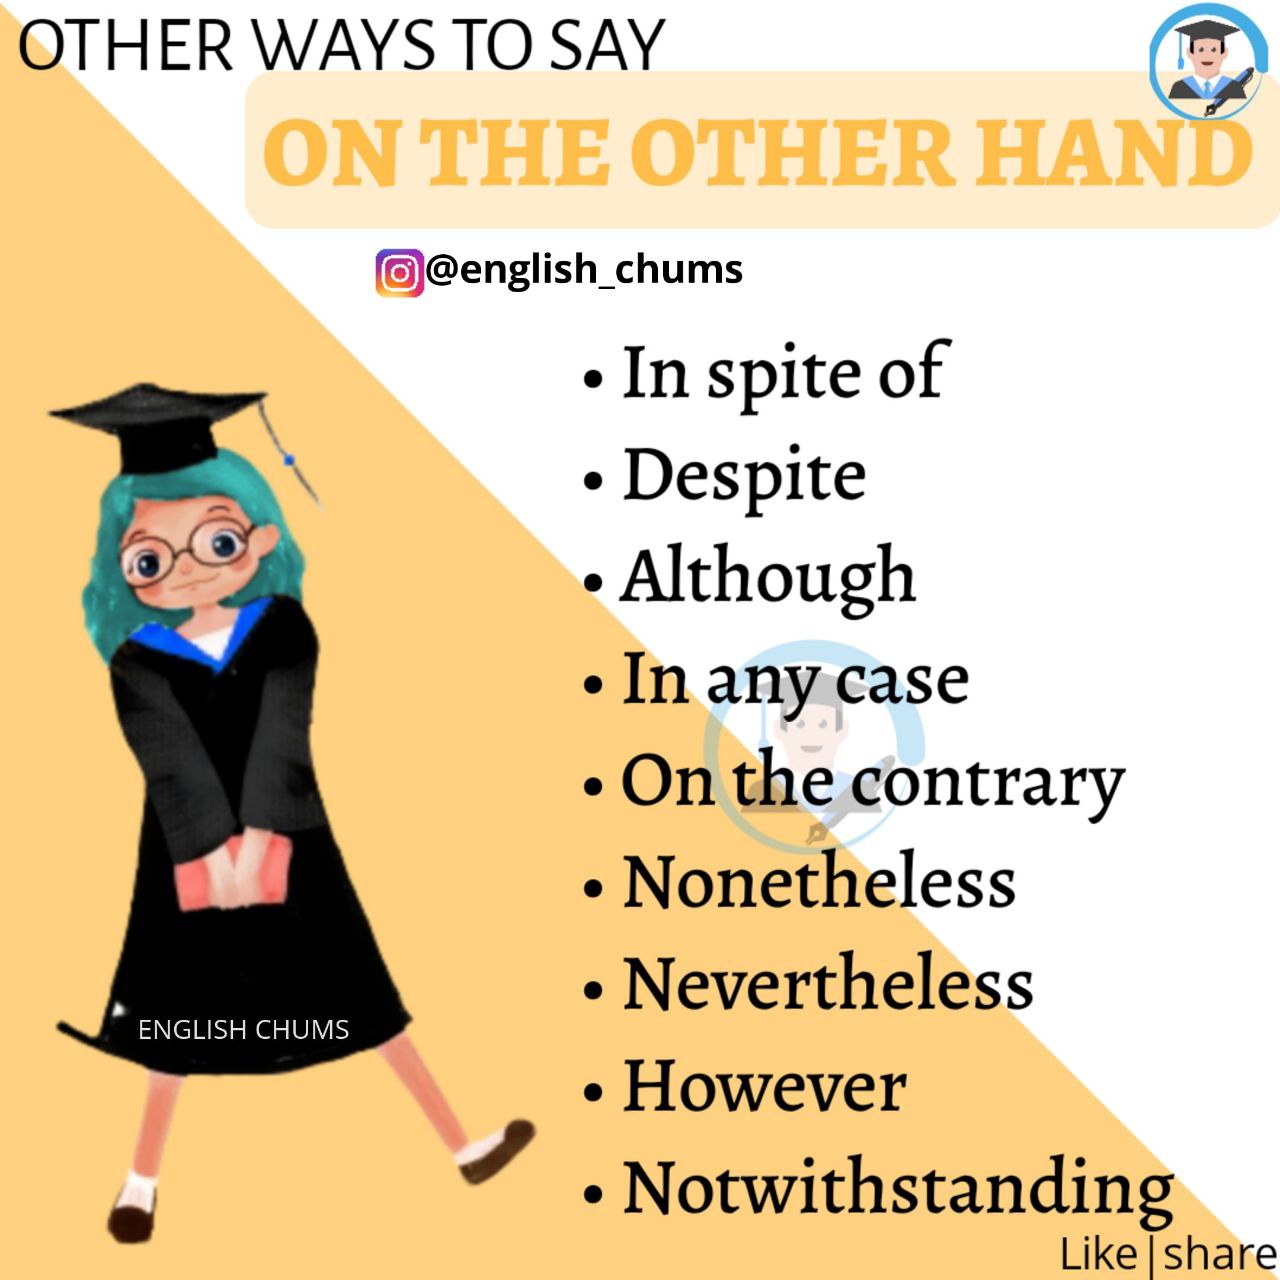 OTHER WAYS TO SAY
ON THE OTHER HAND
@english_chums
• In spite of
• Despite
• Although
• In any case
• On the contrary
• Nonetheless
• Nevertheless
• However
• Notwithstanding
ENGLISH CHUMS
Like|share